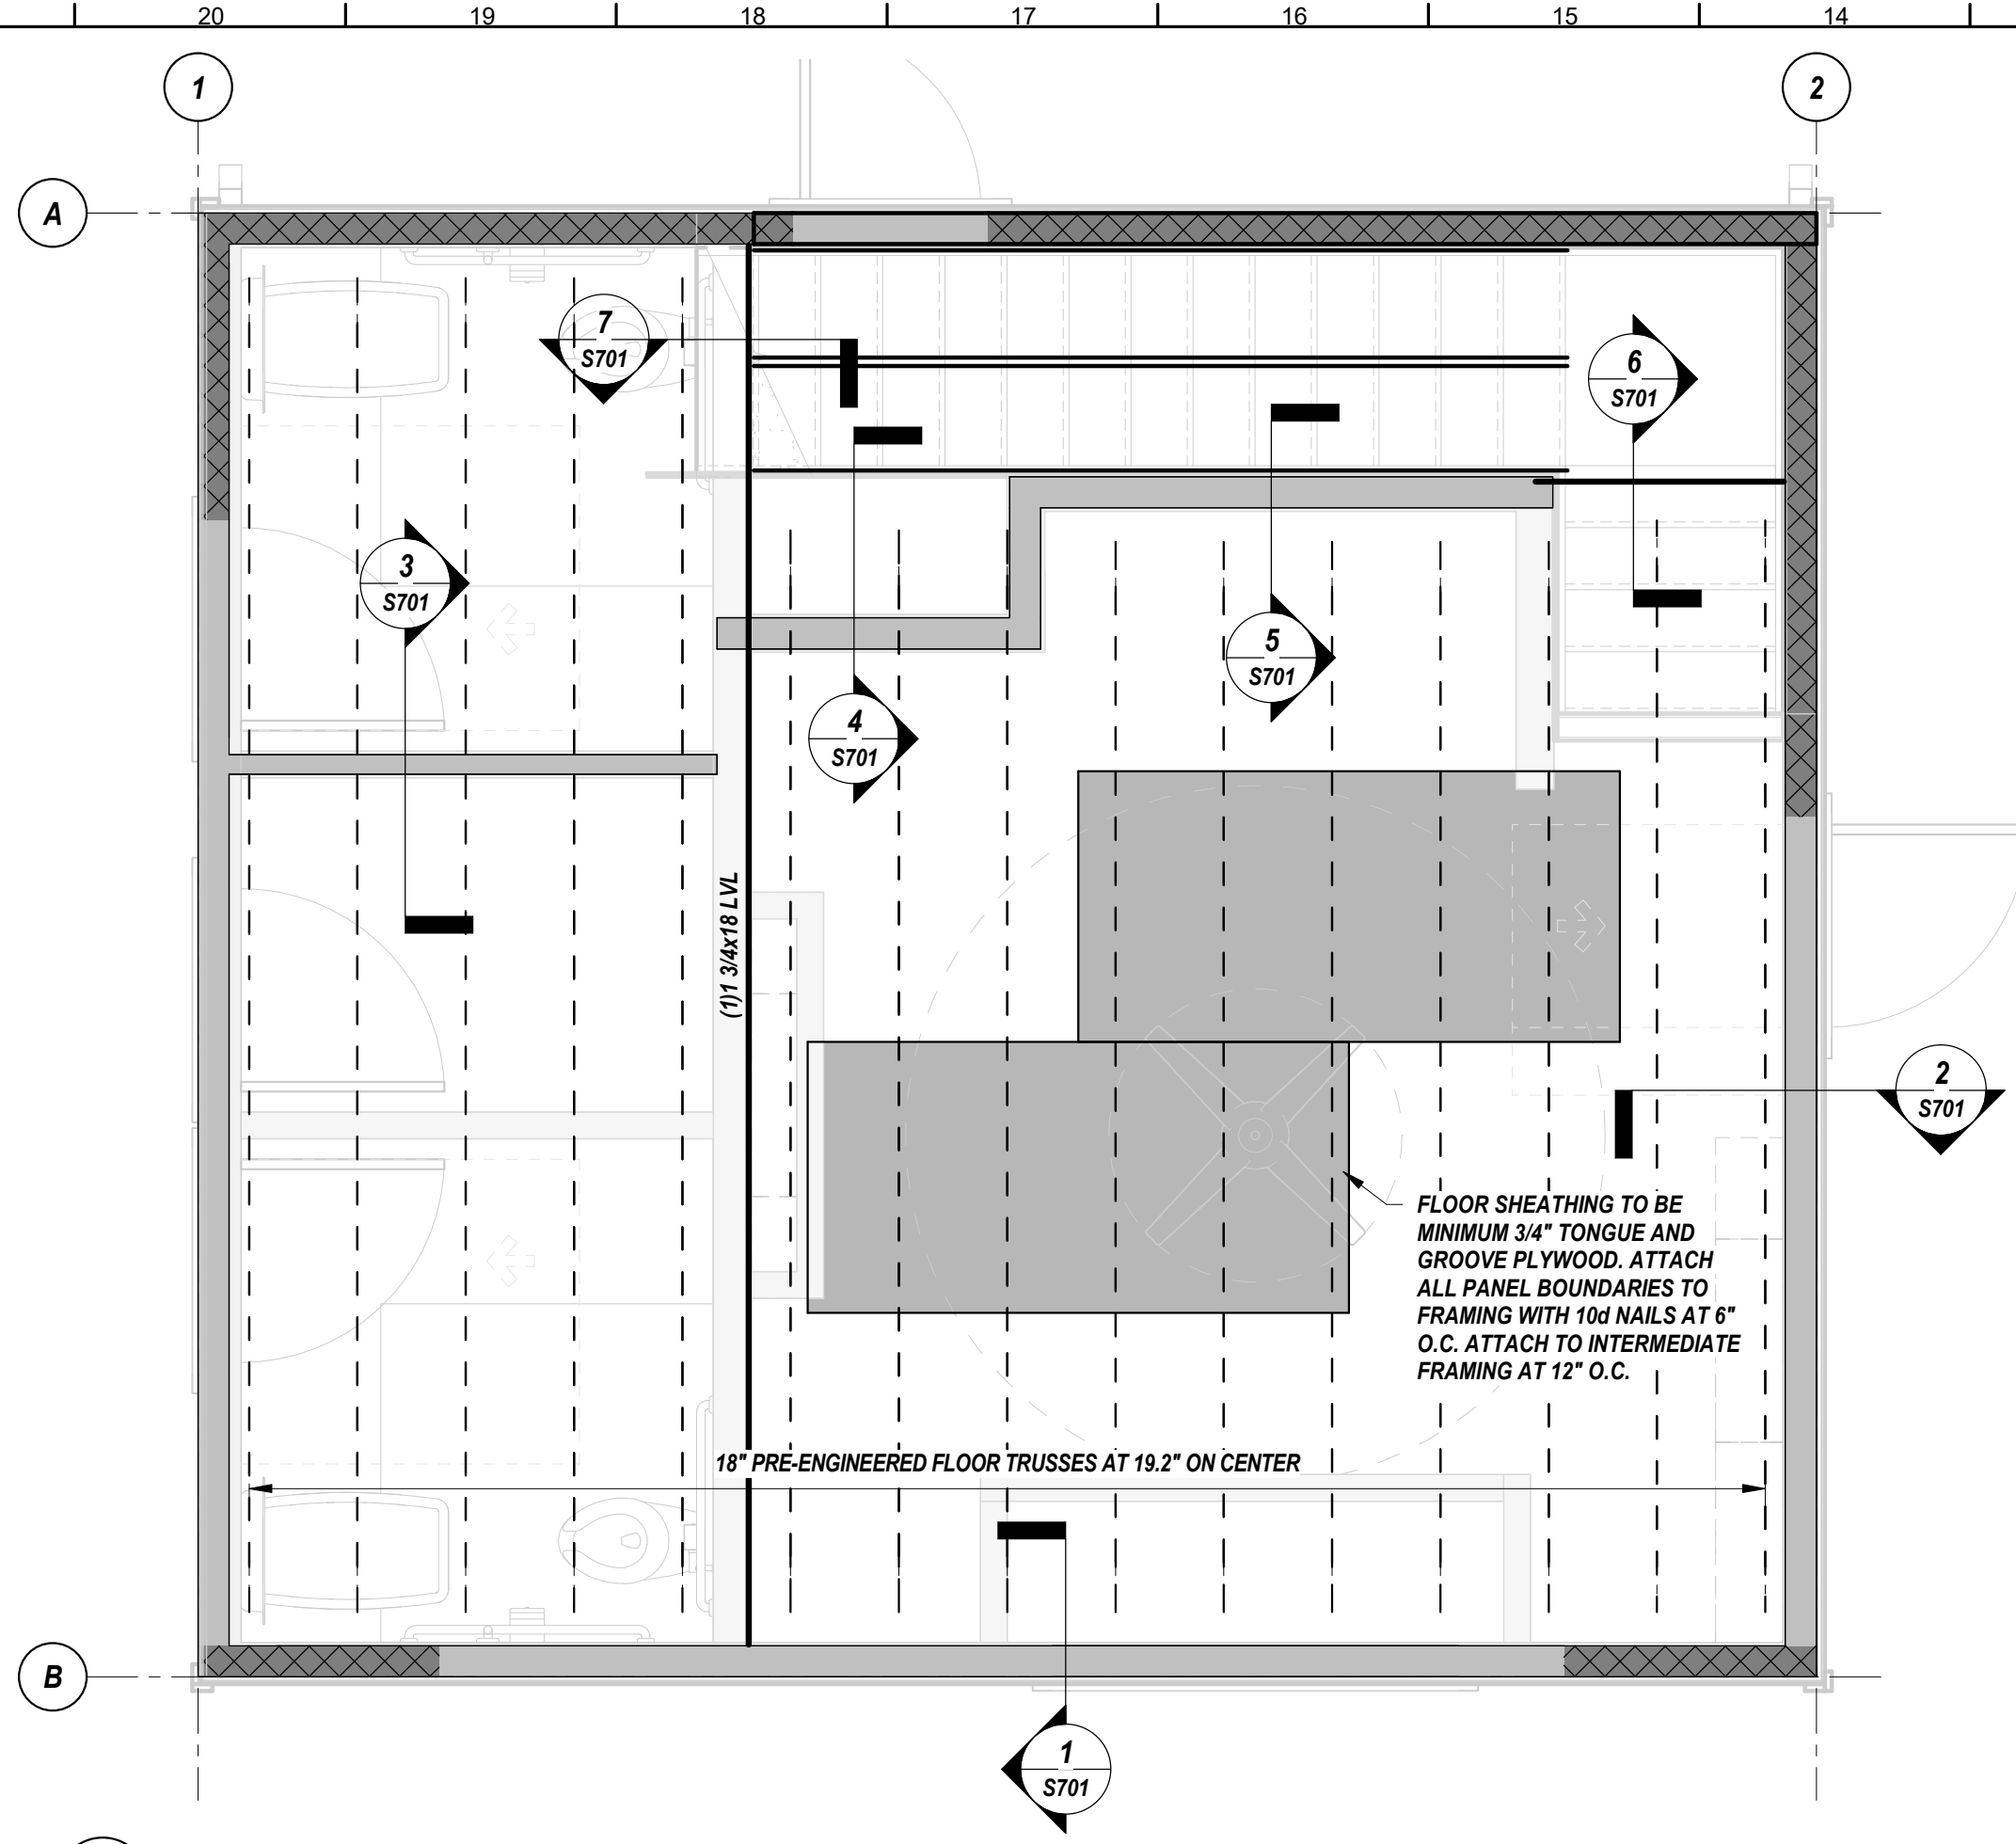 20 19 18 17 16 15 14
1 2
A
7
S701
6
S701
3
S701
5
S701
4
S701
(1)1 3/4x18 LVL
2
S701
FLOOR SHEATHING TO BE
MINIMUM 3/4" TONGUE AND
GROOVE PLYWOOD. ATTACH
ALL PANEL BOUNDARIES TO
FRAMING WITH 10d NAILS AT 6"
O.C. ATTACH TO INTERMEDIATE
FRAMING AT 12" O.C.
18" PRE-ENGINEERED FLOOR TRUSSES AT 19.2" ON CENTER
B
1
S701